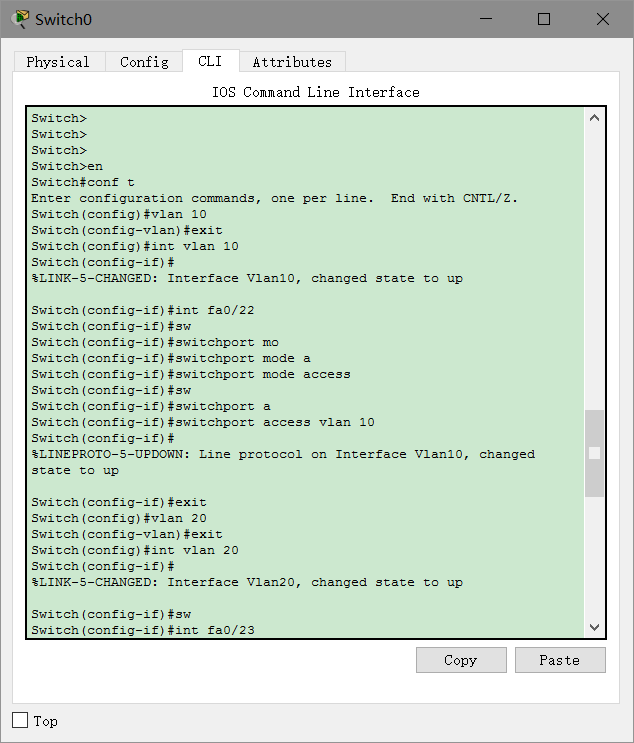 Switch0
Physical Config CLI Attributes
IOS Command Line Interface
Switch>
Switch>
Switch>
Switch>en
Switch#conf t
Enter configuration commands, one per line.  End with CNTL/Z.
Switch(config)#vlan 10
Switch(config-vlan)#exit
Switch(config)#int vlan 10
Switch(config-if)#
%LINK-5-CHANGED: Interface Vlan10, changed state to up
Switch(config-if)#int fa0/22
Switch(config-if)#sw
Switch(config-if)#switchport mo
Switch(config-if)#switchport mode a
Switch(config-if)#switchport mode access
Switch(config-if)#sw
Switch(config-if)#switchport a
Switch(config-if)#switchport access vlan 10
Switch(config-if)#
%LINEPROTO-5-UPDOWN: Line protocol on Interface Vlan10, changed
state to up
Switch(config-if)#exit
Switch(config)#vlan 20
Switch(config-vlan)#exit
Switch(config)#int vlan 20
Switch(config-if)#
%LINK-5-CHANGED: Interface Vlan20, changed state to up
Switch(config-if)#sw
Switch(config-if)#int fa0/23
Copy Paste
Top